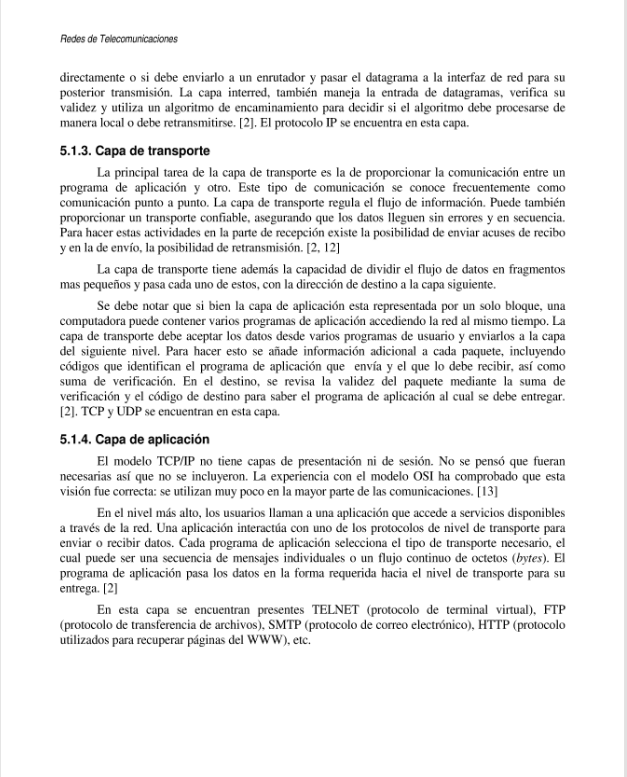 Redes de Telecomunicaciones
directamente o si debe enviarlo a un enrutador y pasar el datagrama a la interfaz de red para su
posterior transmisión. La capa interred, también maneja la entrada de datagramas, verifica su
validez y utiliza un algoritmo de encaminamiento para decidir si el algoritmo debe procesarse de
manera local o debe retransmitirse. [2]. El protocolo IP se encuentra en esta capa.
5.1.3. Capa de transporte
La principal tarea de la capa de transporte es la de proporcionar la comunicación entre un
programa de aplicación y otro. Este tipo de comunicación se conoce frecuentemente como
comunicación punto a punto. La capa de transporte regula el flujo de información. Puede también
proporcionar un transporte confiable, asegurando que los datos lleguen sin errores y en secuencia.
Para hacer estas actividades en la parte de recepción existe la posibilidad de enviar acuses de recibo
y en la de envío, la posibilidad de retransmisión. [2, 12]
La capa de transporte tiene además la capacidad de dividir el flujo de datos en fragmentos
mas pequeños y pasa cada uno de estos, con la dirección de destino a la capa siguiente.
Se debe notar que si bien la capa de aplicación esta representada por un solo bloque, una
computadora puede contener varios programas de aplicación accediendo la red al mismo tiempo. La
capa de transporte debe aceptar los datos desde varios programas de usuario y enviarlos a la capa
del siguiente nivel. Para hacer esto se añade información adicional a cada paquete, incluyendo
códigos que identifican el programa de aplicación que envía y el que lo debe recibir, así como
suma de verificación. En el destino, se revisa la validez del paquete mediante la suma de
verificación y el código de destino para saber el programa de aplicación al cual se debe entregar.
[2]. TCP y UDP se encuentran en esta capa.
5.1.4. Capa de aplicación
El modelo TCP/IP no tiene capas de presentación ni de sesión. No se pensó que fueran
necesarias así que no se incluyeron. La experiencia con el modelo OSI ha comprobado que esta
visión fue correcta: se utilizan muy poco en la mayor parte de las comunicaciones. [13]
En el nivel más alto, los usuarios llaman a una aplicación que accede a servicios disponibles
a través de la red. Una aplicación interactúa con uno de los protocolos de nivel de transporte para
enviar o recibir datos. Cada programa de aplicación selecciona el tipo de transporte necesario, el
cual puede ser una secuencia de mensajes individuales o un flujo continuo de octetos (bytes). El
programa de aplicación pasa los datos en la forma requerida hacia el nivel de transporte para su
entrega. [2]
En esta capa se encuentran presentes TELNET (protocolo de terminal virtual), FTP
(protocolo de transferencia de archivos), SMTP (protocolo de correo electrónico), HTTP (protocolo
utilizados para recuperar páginas del WWW), etc.